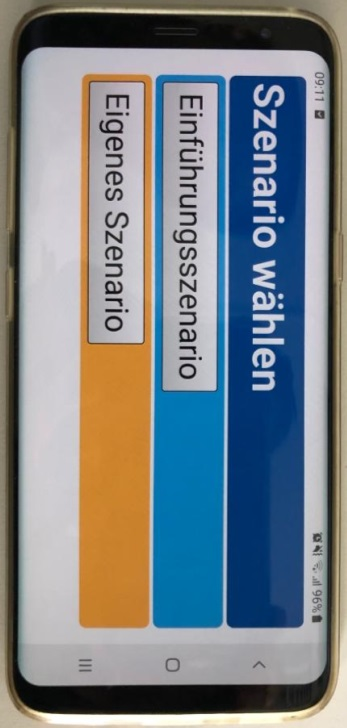 09:11 96%
Szenario wählen
Einführungsszenario
Eigenes Szenario